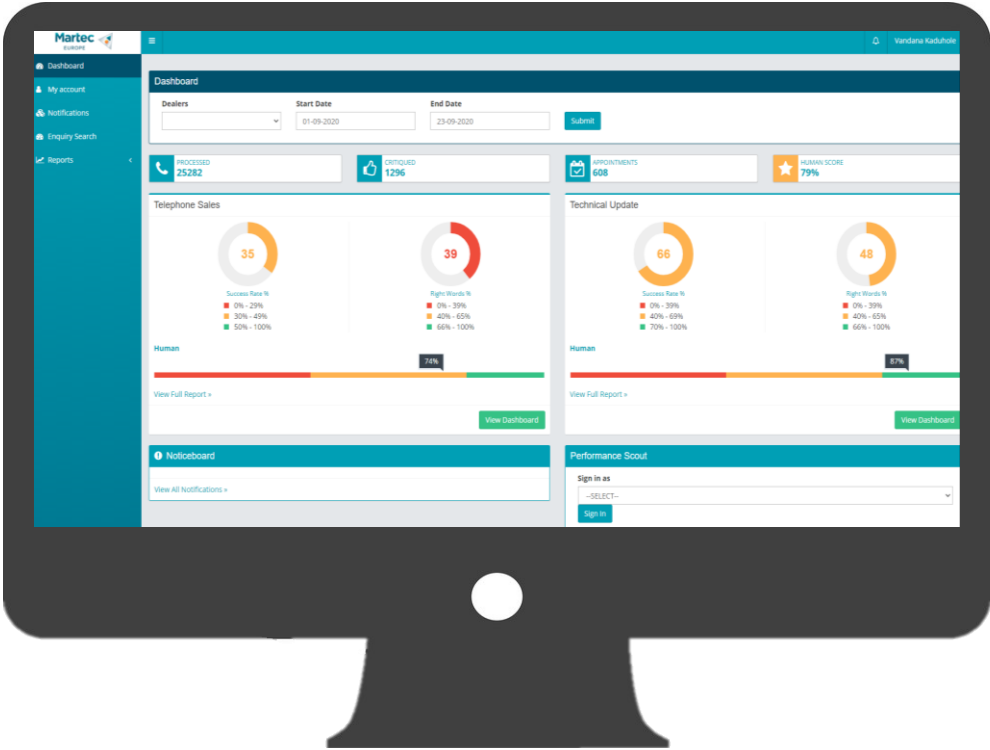 Martec
EUROPE
Vandana Kaduhole
Dashboard
My account
Notifications
Enquiry Search
Reports
Dashboard
Dealers
Start Date
End Date
01-09-2020
23-09-2020
Submit
PROCESSED
25282
CRITIQUED
1296
APPOINTMENTS
608
HUMAN SCORE
79%
Telephone Sales
35
Success Rate %
0% - 29%
30% - 49%
50% - 100%
39
Right Words %
0% - 39%
40% - 65%
66% - 100%
Human
74%
View Full Report »
View Dashboard
Technical Update
66
Success Rate %
0% - 39%
40% - 69%
70% - 100%
48
Right Words %
0% - 39%
40% - 65%
66% - 100%
Human
87%
View Full Report »
View Dashboard
Noticeboard
View All Notifications »
Performance Scout
Sign in as
--SELECT--
Sign In